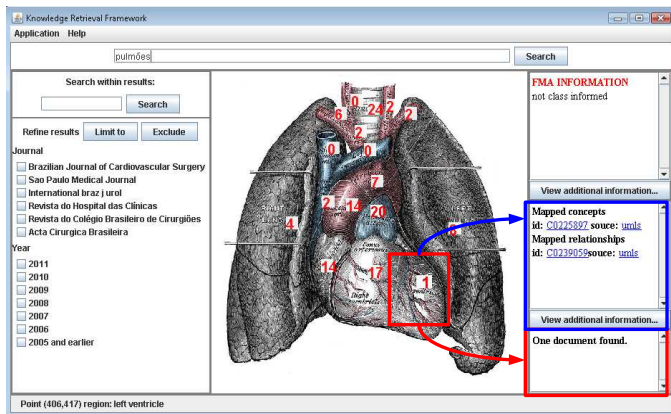 Knowledge Retrieval Framework
Application Help
pulmões
Search
Search within results:
Search
Refine results
Limit to
Exclude
Journal
Brazilian Journal of Cardiovascular Surgery
Sao Paulo Medical Journal
International braz j urol
Revista do Hospital das Clínicas
Revista do Colégio Brasileiro de Cirurgiões
Acta Cirurgica Brasileira
Year
2011
2010
2009
2008
2007
2006
2005 and earlier
0
24
2
6
2
2
0
0
7
2
14
20
4
14
17
1
Right
FMA INFORMATION
not class informed
View additional information...
Mapped concepts
id: C0225897 souce: umls
Mapped relationships
id: C0239059souce: umls
View additional information...
One document found.
Point (406,417) region: left ventricle